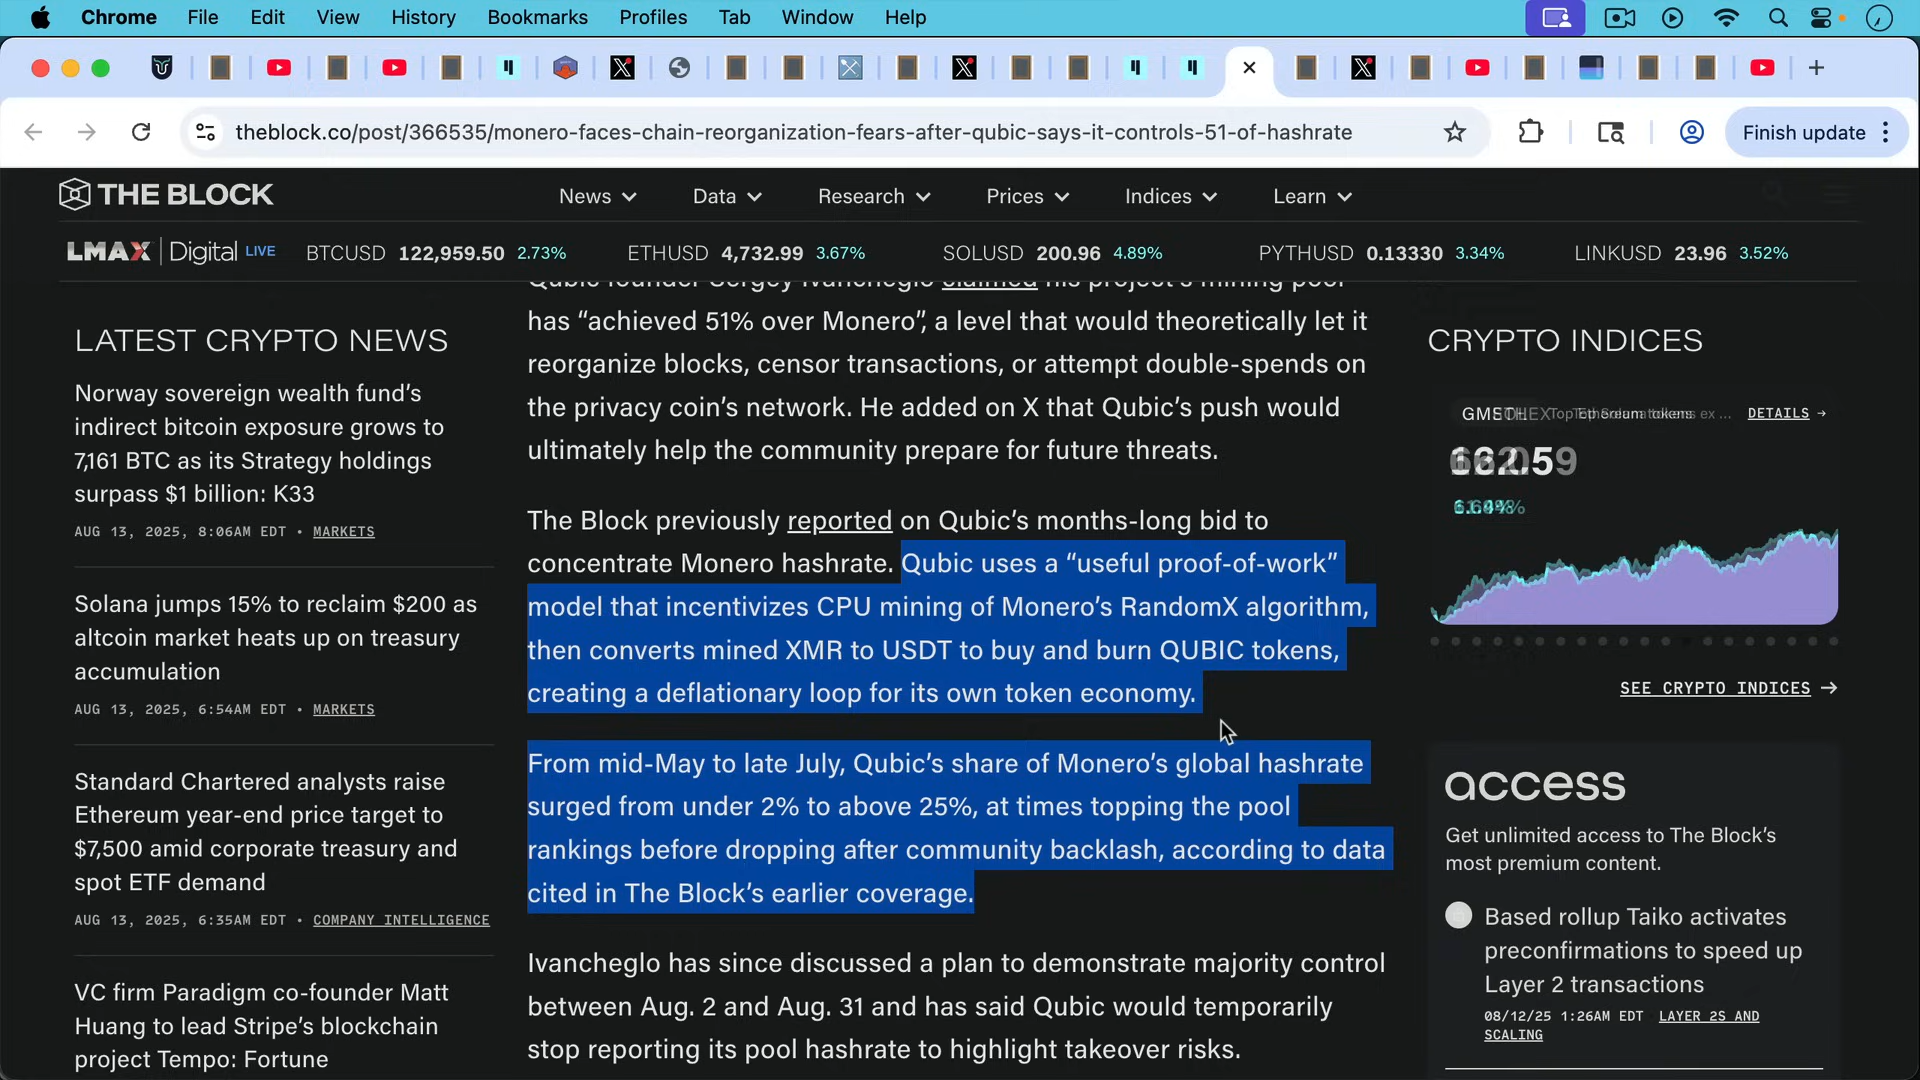 Chrome File Edit View History Bookmarks Profiles Tab Window Help
theblock.co/post/366535/monero-faces-chain-reorganization-fears-after-qubic-says-it-controls-51-of-hashrate
Finish update
THE BLOCK
News Data Research Prices Indices Learn
LMAX Digital LIVE BTCUSD 122,959.50 2.73% ETHUSD 4,732.99 3.67% SOLUSD 200.96 4.89% PYTHUSD 0.13330 3.34% LINKUSD 23.96 3.52%
LATEST CRYPTO NEWS
Norway sovereign wealth fund’s
indirect bitcoin exposure grows to
7,161 BTC as its Strategy holdings
surpass $1 billion: K33
AUG 13, 2025, 8:06AM EDT • MARKETS
Solana jumps 15% to reclaim $200 as
altcoin market heats up on treasury
accumulation
AUG 13, 2025, 6:54AM EDT • MARKETS
Standard Chartered analysts raise
Ethereum year-end price target to
$7,500 amid corporate treasury and
spot ETF demand
AUG 13, 2025, 6:35AM EDT • COMPANY INTELLIGENCE
VC firm Paradigm co-founder Matt
Huang to lead Stripe’s blockchain
project Tempo: Fortune
Qubic founder Sergey Ivancheglo claimed his project’s mining pool
has “achieved 51% over Monero”, a level that would theoretically let it
reorganize blocks, censor transactions, or attempt double-spends on
the privacy coin’s network. He added on X that Qubic’s push would
ultimately help the community prepare for future threats.
The Block previously reported on Qubic’s months-long bid to
concentrate Monero hashrate. Qubic uses a “useful proof-of-work”
model that incentivizes CPU mining of Monero’s RandomX algorithm,
then converts mined XMR to USDT to buy and burn QUBIC tokens,
creating a deflationary loop for its own token economy.
From mid-May to late July, Qubic’s share of Monero’s global hashrate
surged from under 2% to above 25%, at times topping the pool
rankings before dropping after community backlash, according to data
cited in The Block’s earlier coverage.
Ivancheglo has since discussed a plan to demonstrate majority control
between Aug. 2 and Aug. 31 and has said Qubic would temporarily
stop reporting its pool hashrate to highlight takeover risks.
CRYPTO INDICES
DETAILS →
SEE CRYPTO INDICES →
access
Get unlimited access to The Block’s
most premium content.
Based rollup Taiko activates
preconfirmations to speed up
Layer 2 transactions
08/12/25 1:26AM EDT LAYER 2S AND
SCALING